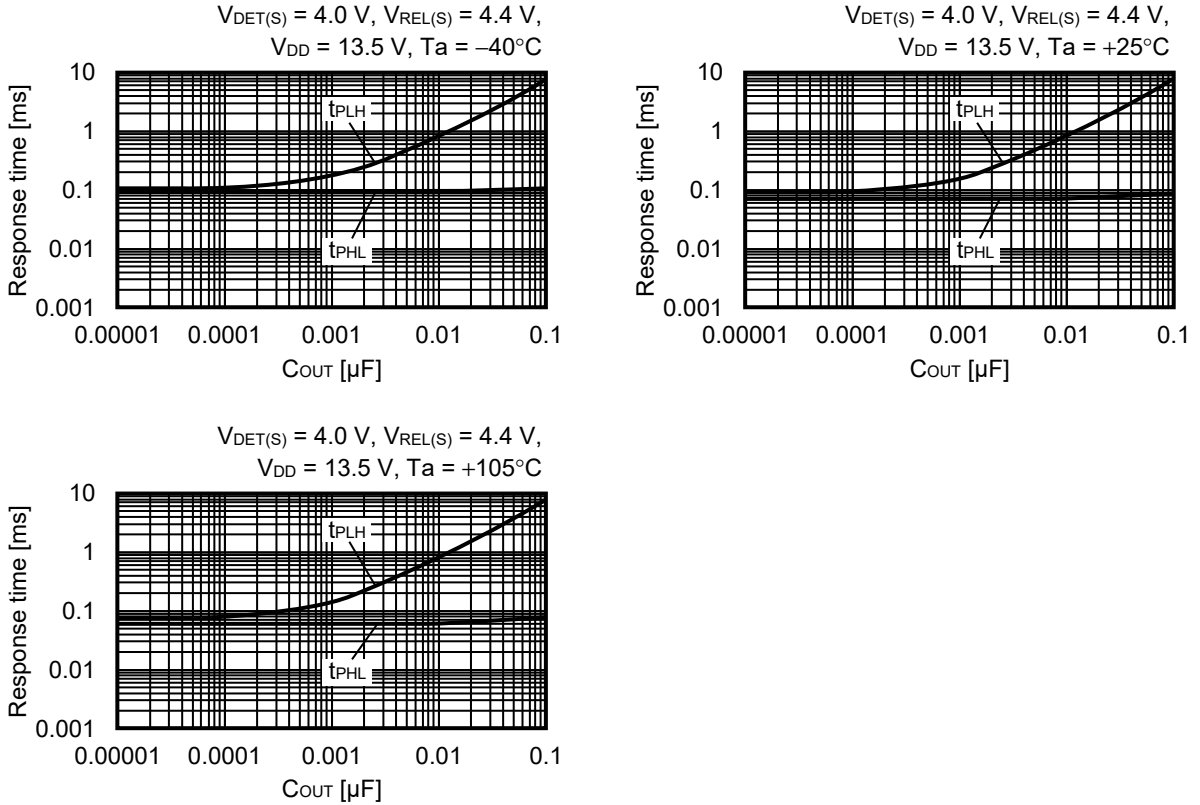 VDET(S) = 4.0 V, VREL(S) = 4.4 V,
VDD = 13.5 V, Ta = −40°C
Response time [ms]
10
1
0.1
0.01
0.001
tPLH
tPHL
0.00001 0.0001 0.001 0.01 0.1
COUT [µF]
VDET(S) = 4.0 V, VREL(S) = 4.4 V,
VDD = 13.5 V, Ta = +25°C
Response time [ms]
10
1
0.1
0.01
0.001
tPLH
tPHL
0.00001 0.0001 0.001 0.01 0.1
COUT [µF]
VDET(S) = 4.0 V, VREL(S) = 4.4 V,
VDD = 13.5 V, Ta = +105°C
Response time [ms]
10
1
0.1
0.01
0.001
tPLH
tPHL
0.00001 0.0001 0.001 0.01 0.1
COUT [µF]